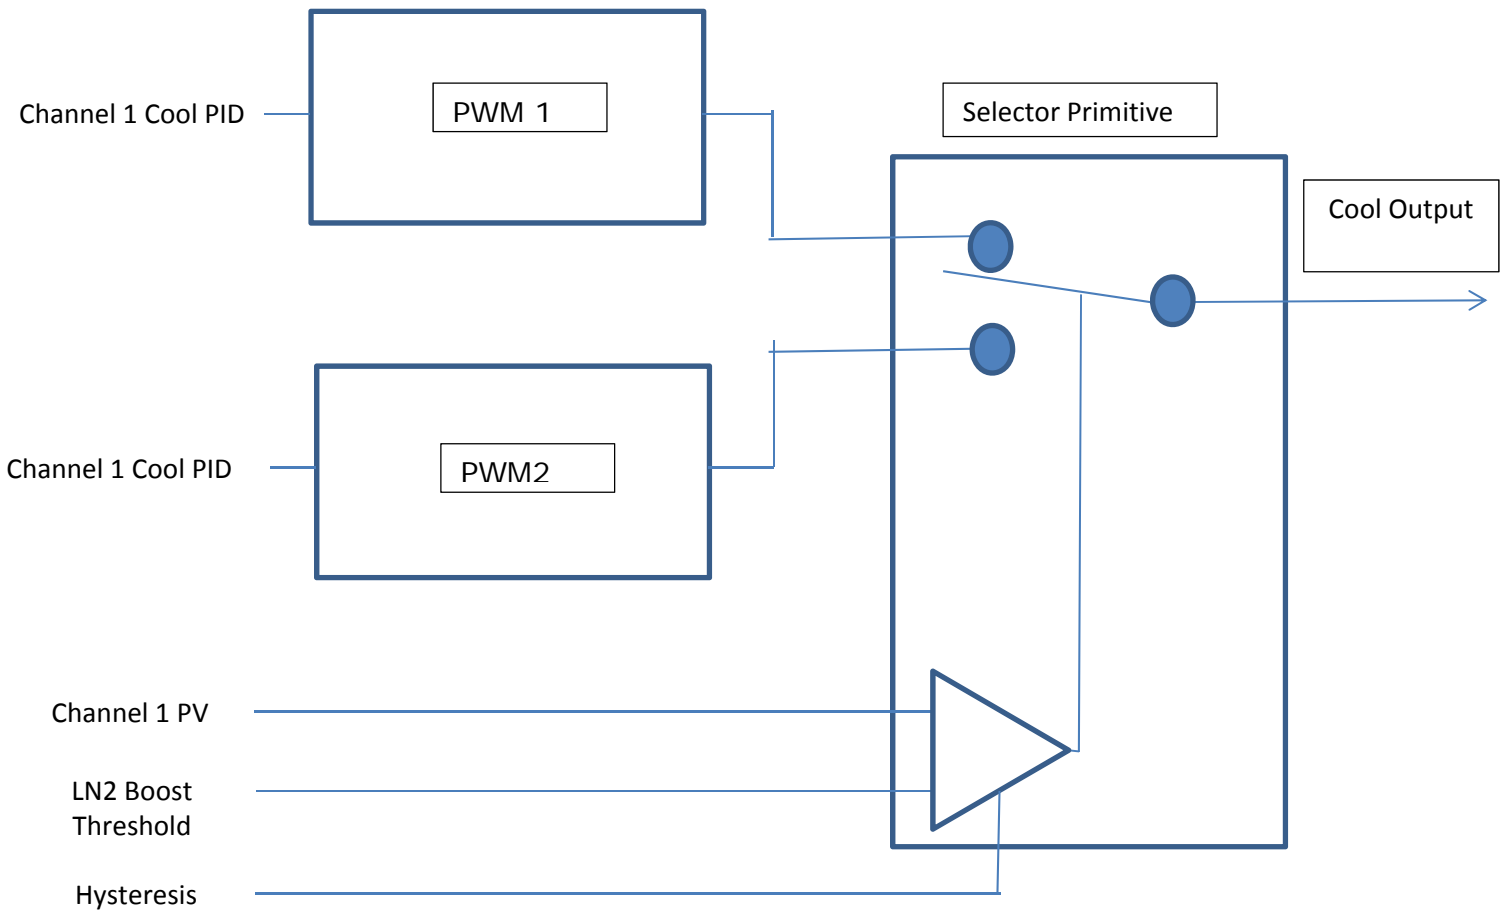 Channel 1 Cool PID
PWM 1
Selector Primitive
Cool Output
Channel 1 Cool PID
PWM2
Channel 1 PV
LN2 Boost
Threshold
Hysteresis